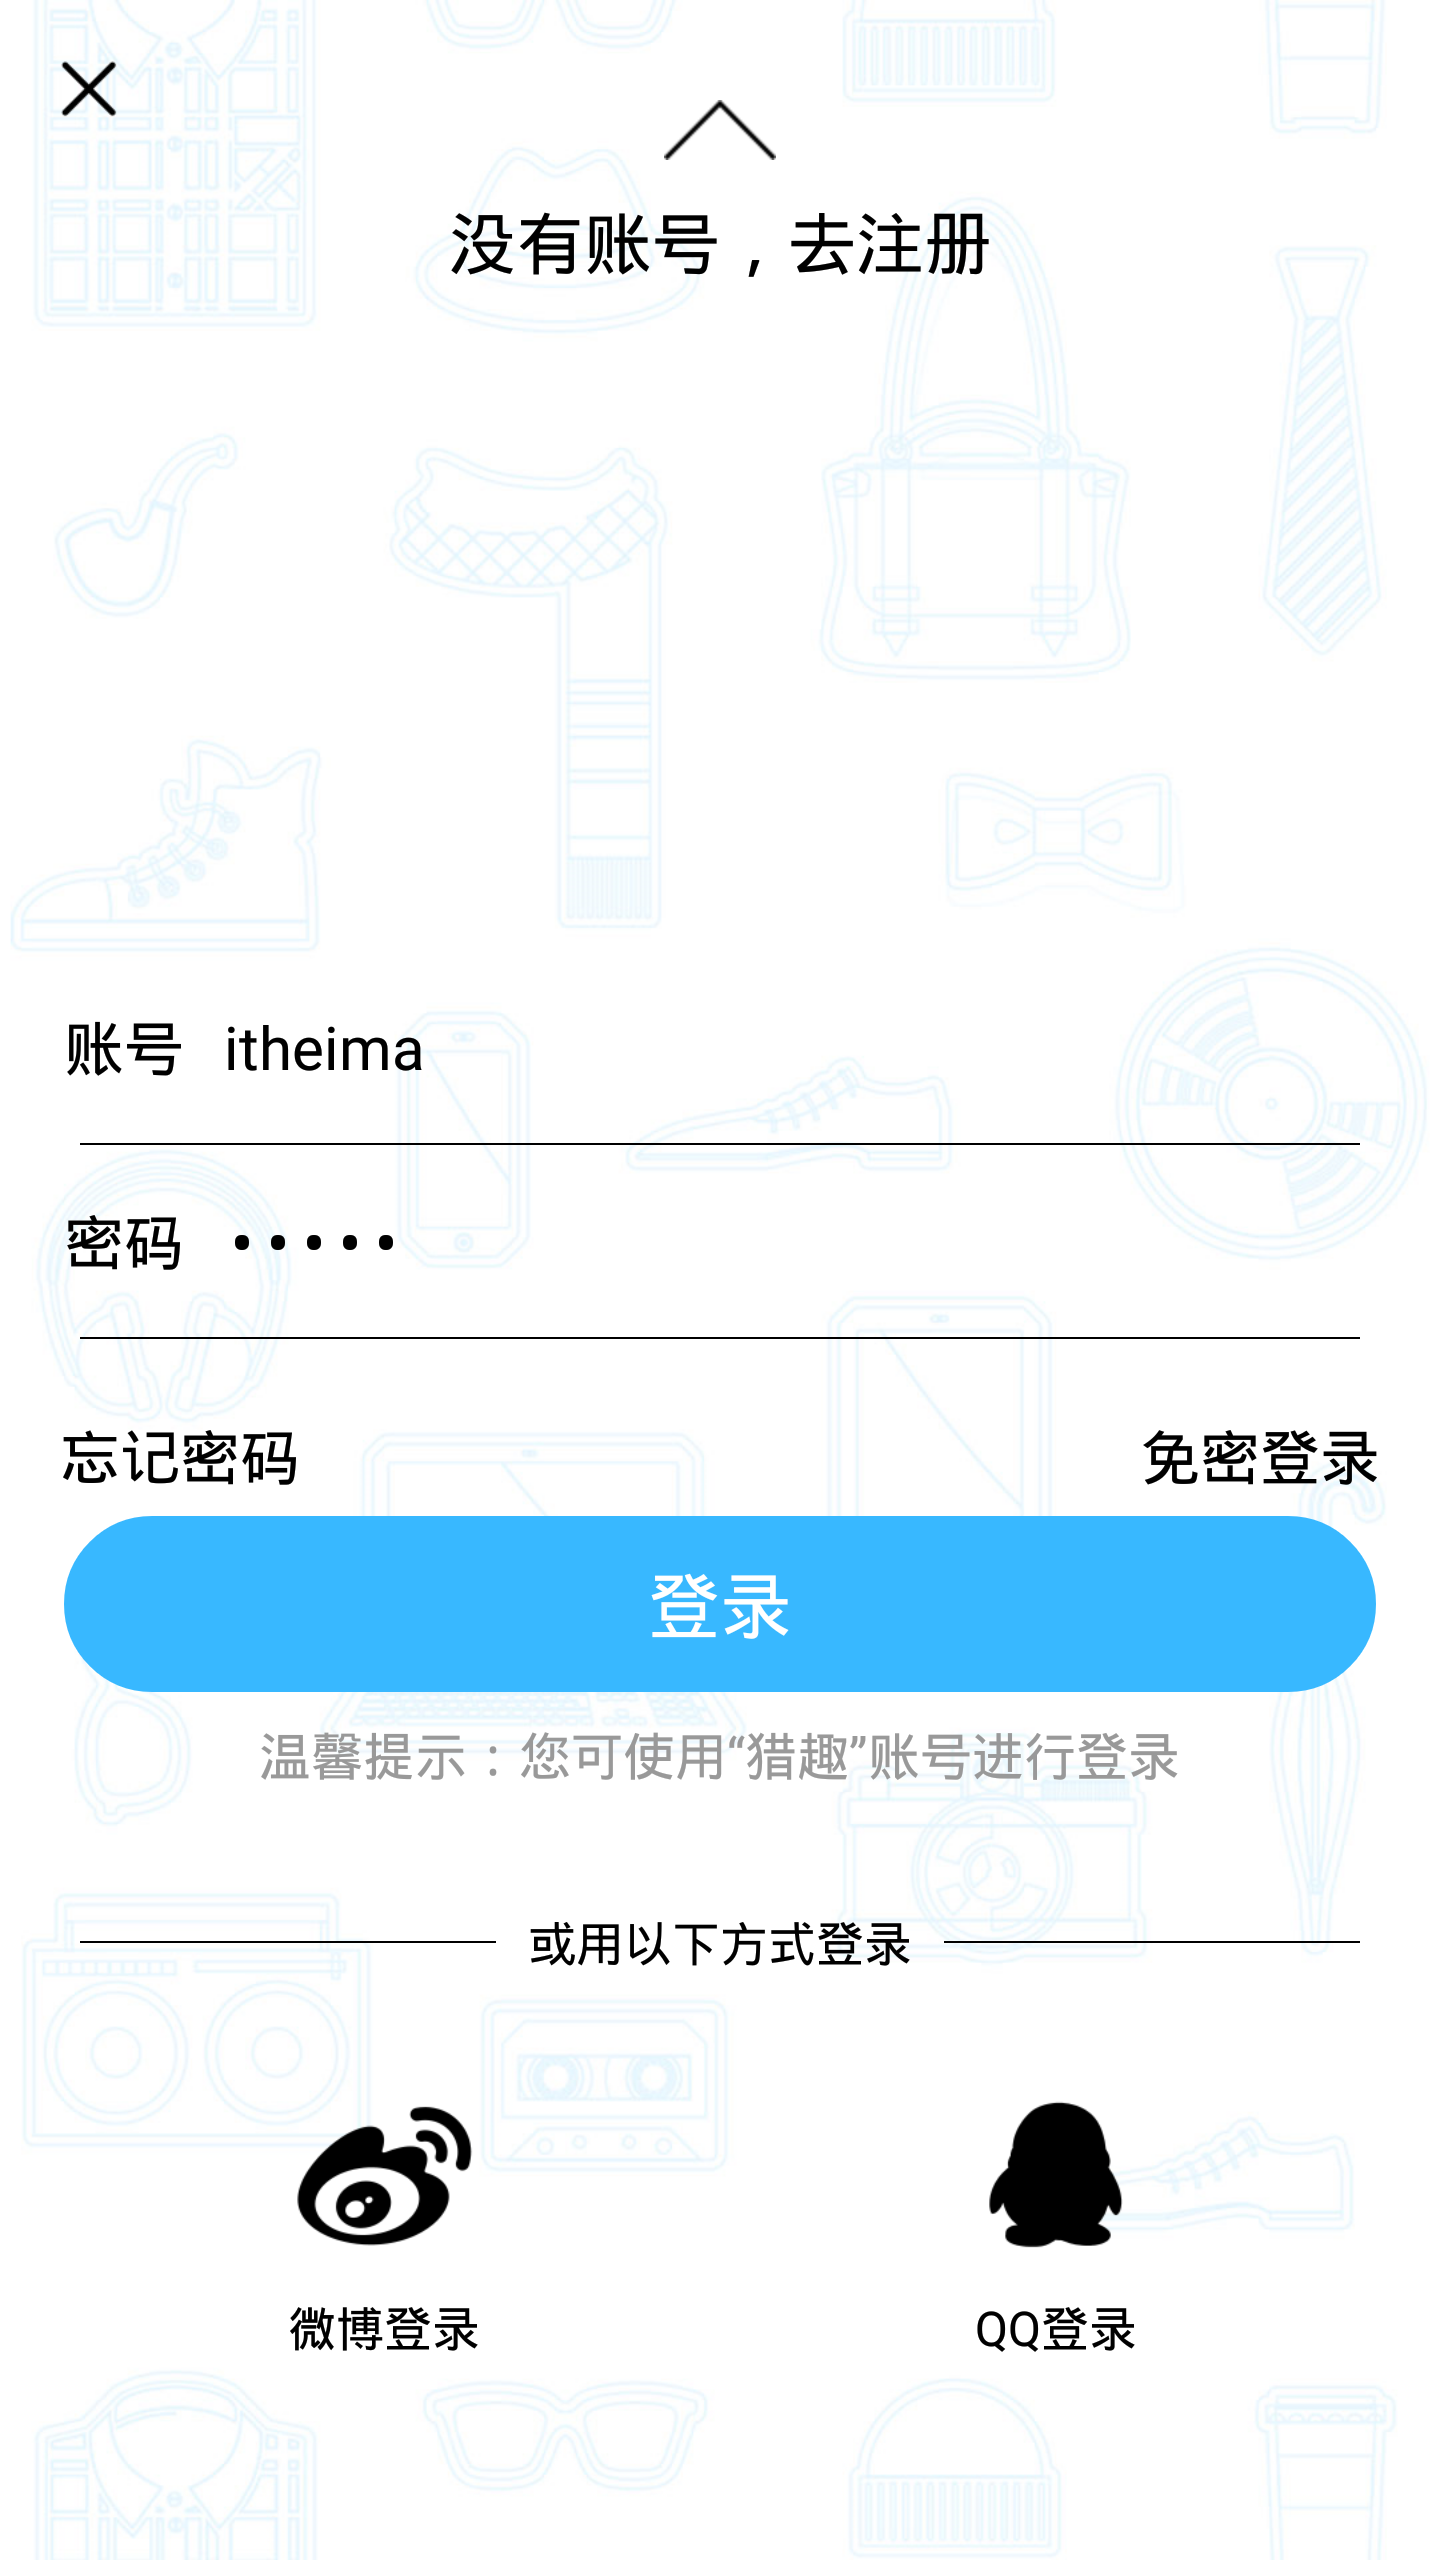 没有账号，去注册
账号 itheima
密码 •••••
忘记密码 免密登录
登录
温馨提示：您可使用“猎趣”账号进行登录
或用以下方式登录
微博登录 QQ登录